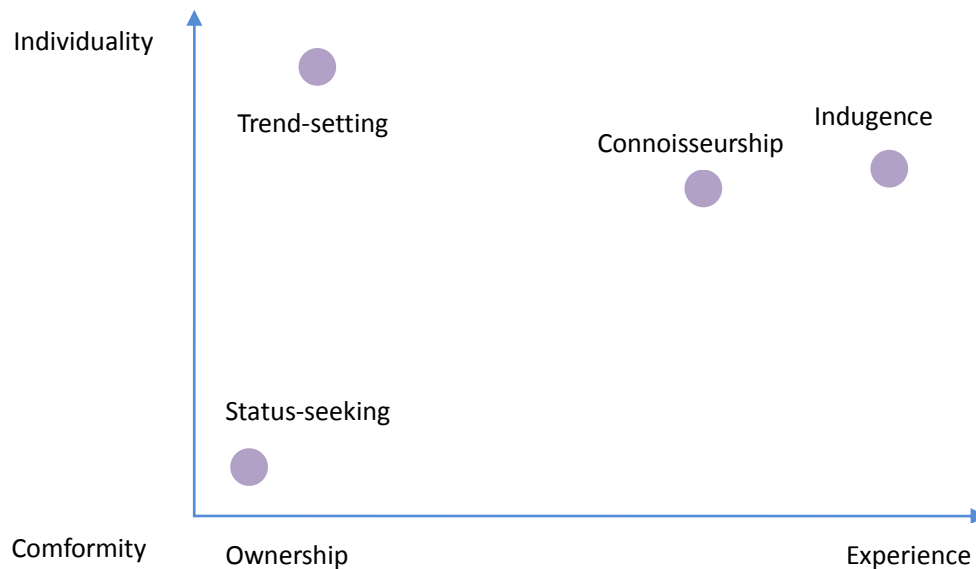 Individuality
Trend-setting
Indugence
Connoisseurship
Status-seeking
Comformity
Ownership
Experience